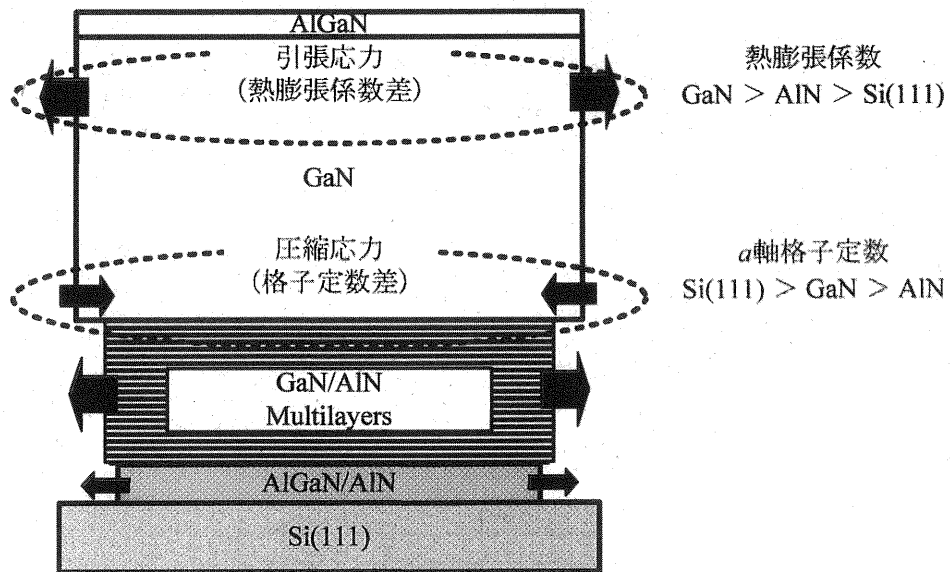 AlGaN
引張応力
(熱膨張係数差)
熱膨張係数
GaN > AlN > Si(111)
GaN
圧縮応力
(格子定数差)
a軸格子定数
Si(111) > GaN > AlN
GaN/AlN
Multilayers
AlGaN/AlN
Si(111)